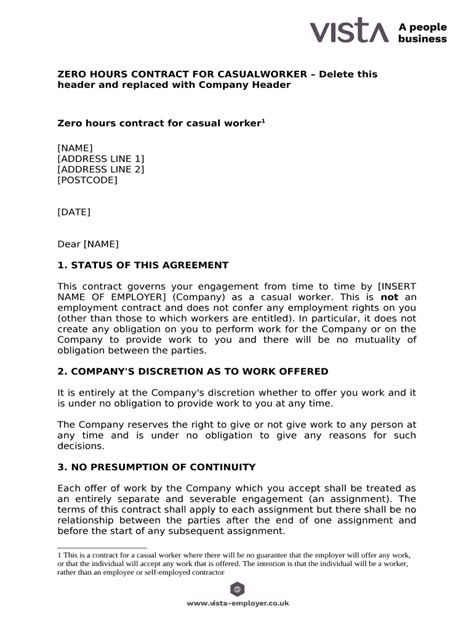 vista A people
business
ZERO HOURS CONTRACT FOR CASUALWORKER – Delete this
header and replaced with Company Header
Zero hours contract for casual worker1
[NAME]
[ADDRESS LINE 1]
[ADDRESS LINE 2]
[POSTCODE]
[DATE]
Dear [NAME]
1. STATUS OF THIS AGREEMENT
This contract governs your engagement from time to time by [INSERT
NAME OF EMPLOYER] (Company) as a casual worker. This is not an
employment contract and does not confer any employment rights on you
(other than those to which workers are entitled). In particular, it does not
create any obligation on you to perform work for the Company or on the
Company to provide work to you and there will be no mutuality of
obligation between the parties.
2. COMPANY'S DISCRETION AS TO WORK OFFERED
It is entirely at the Company's discretion whether to offer you work and it
is under no obligation to provide work to you at any time.
The Company reserves the right to give or not give work to any person at
any time and is under no obligation to give any reasons for such
decisions.
3. NO PRESUMPTION OF CONTINUITY
Each offer of work by the Company which you accept shall be treated as
an entirely separate and severable engagement (an assignment). The
terms of this contract shall apply to each assignment but there shall be no
relationship between the parties after the end of one assignment and
before the start of any subsequent assignment.
1 This is a contract for a casual worker where there will be no guarantee that the employer will offer any work,
or that the individual will accept any work that is offered. The intention is that the individual will be a worker,
rather than an employee or self-employed contractor
www.vista-employer.co.uk